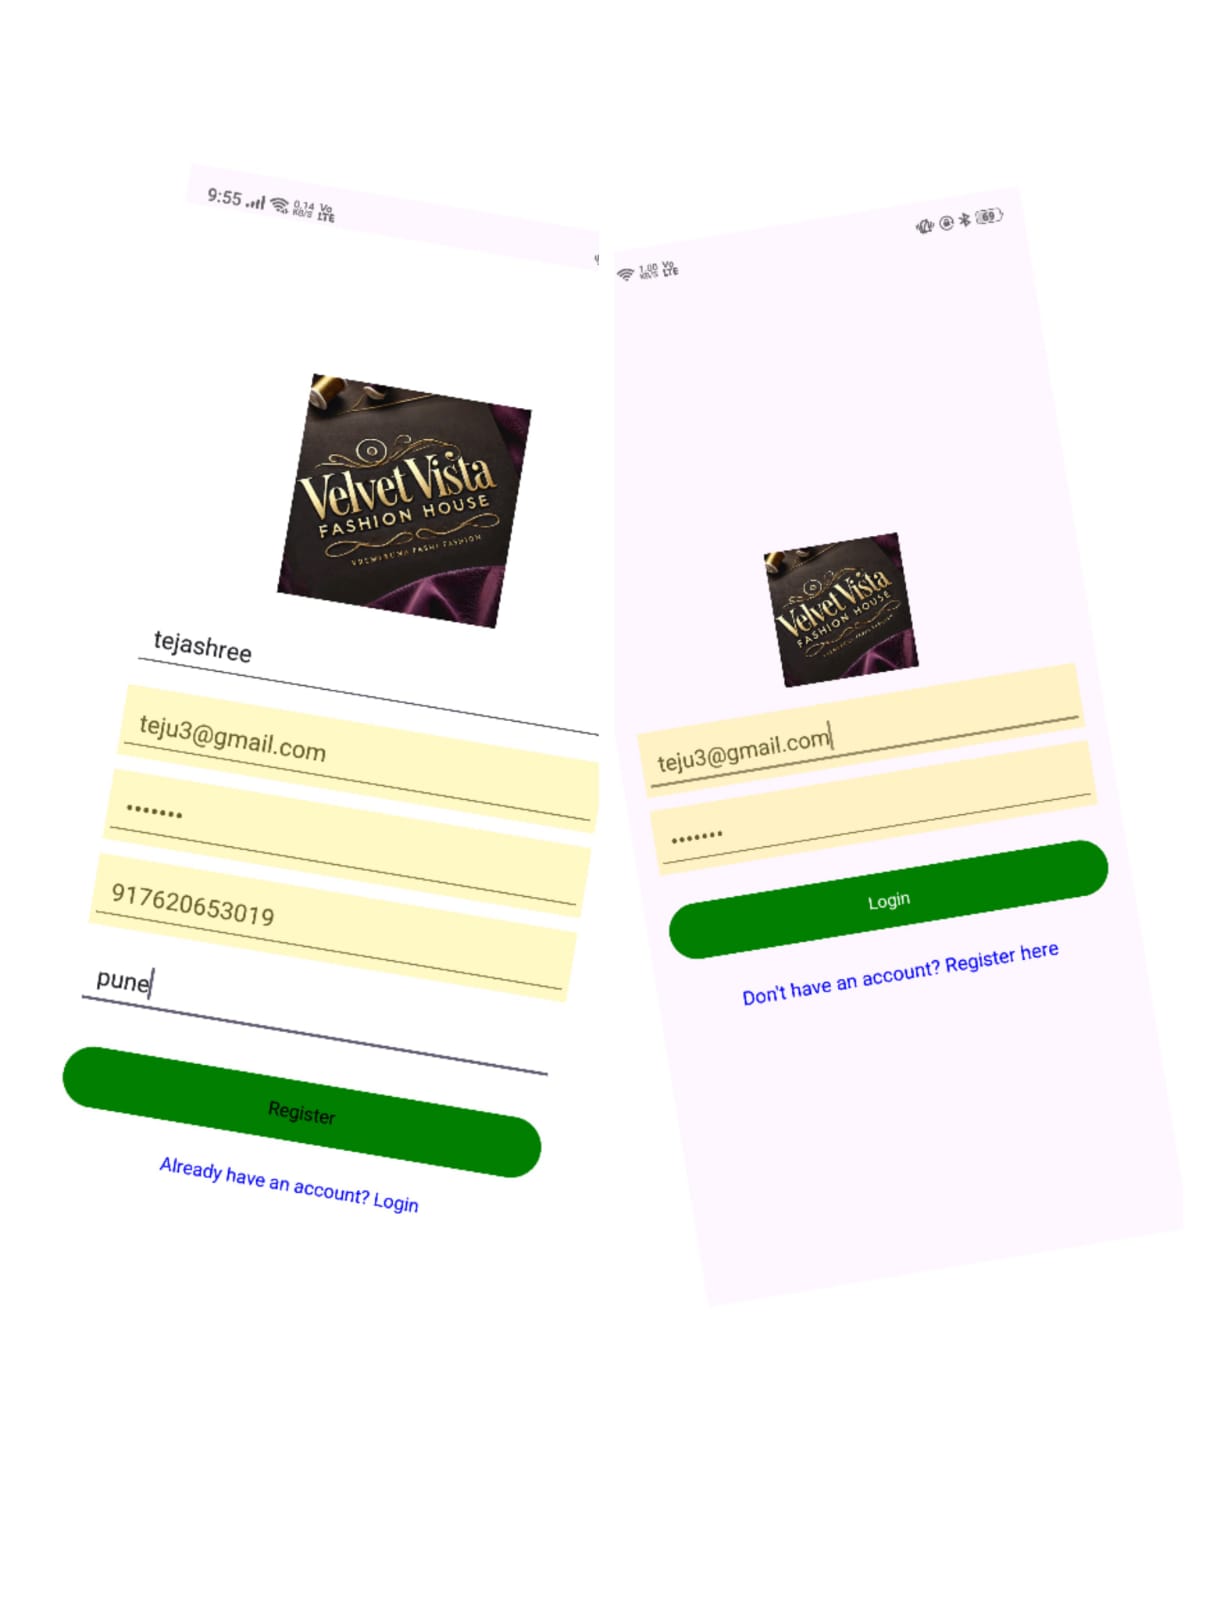 9:55 0.14 KB/S Vo LTE
Velvet Vista
FASHION HOUSE
tejashree
teju3@gmail.com
•••••••
917620653019
pune
Register
Already have an account? Login
69
1.00 KB/S Vo LTE
Velvet Vista
FASHION HOUSE
teju3@gmail.com
•••••••
Login
Don't have an account? Register here